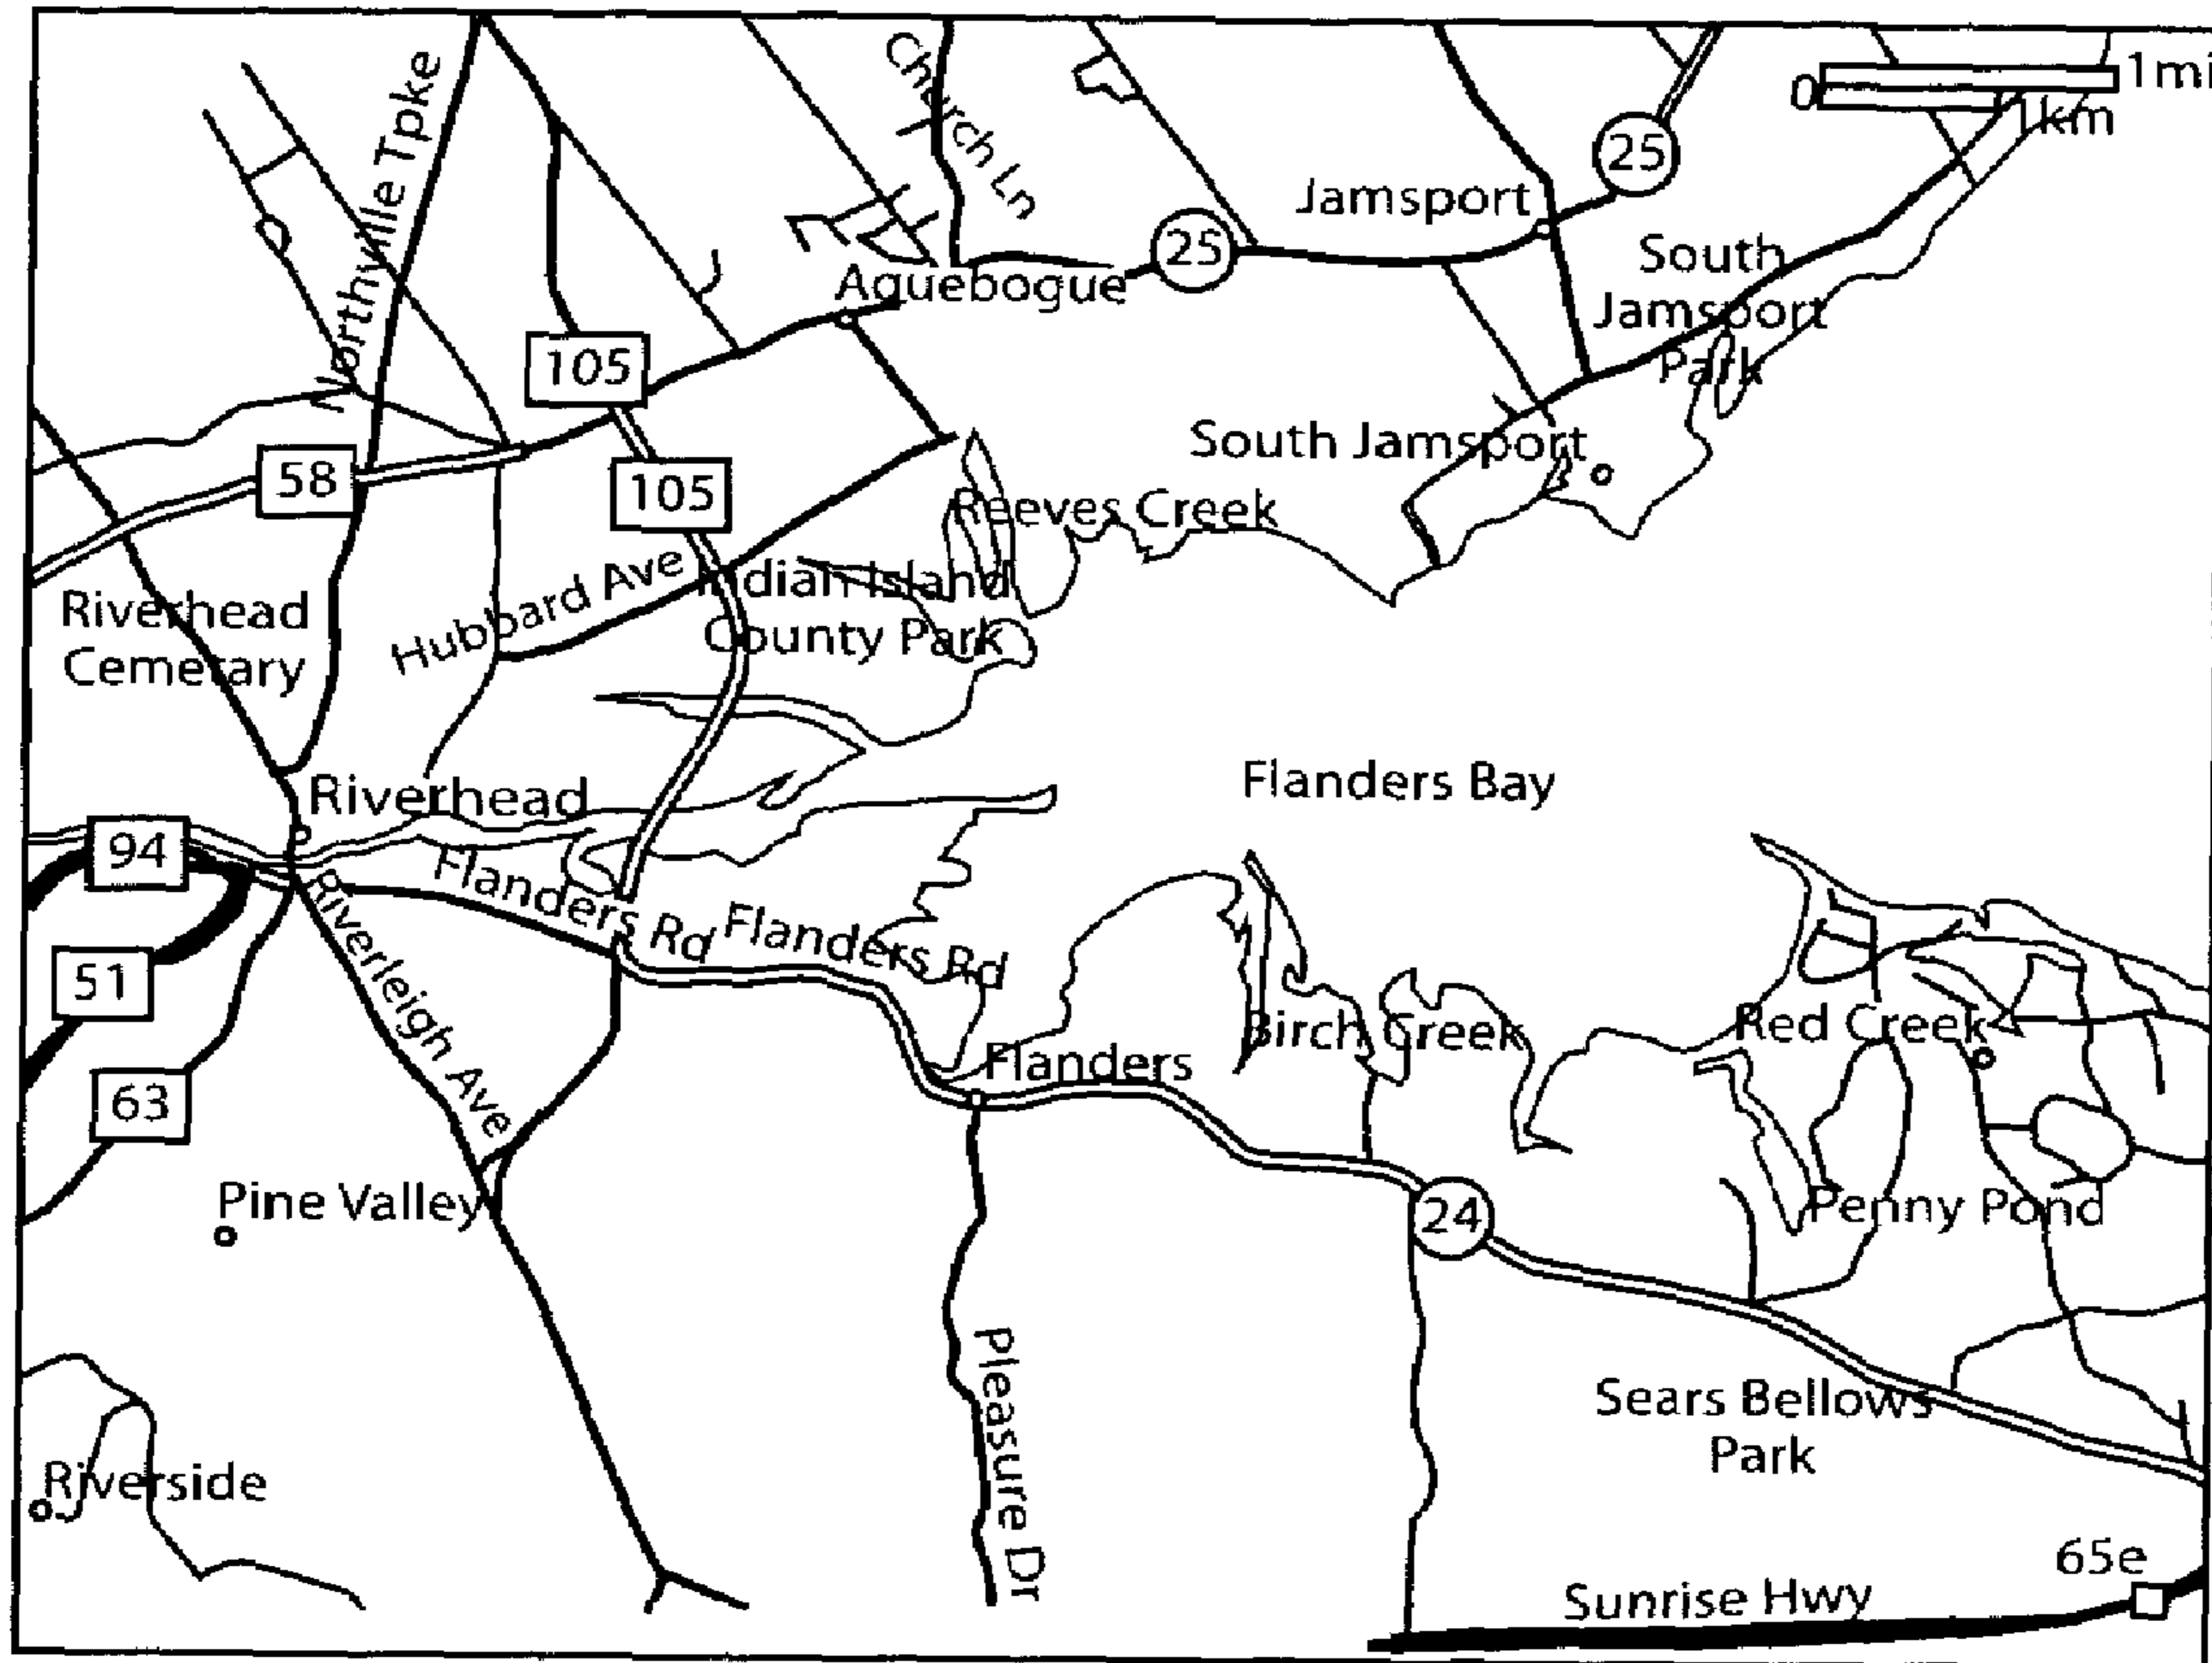 1mi
0
1km
Church Ln
Northville Tpke
25
Jamsport
25
South
Jamsport
Park
Aquebogue
105
South Jamsport
58
105
Reeves Creek
Hubbard Ave
Indian Island
County Park
Riverhead
Cemetary
Flanders Bay
Riverhead
94
Flanders Rd
Flanders Rd
Riverleigh Ave
51
Birch Creek
Red Creek
Flanders
63
Pine Valley
24
Penny Pond
Pleasure Dr
Sears Bellows
Park
Riverside
65e
Sunrise Hwy